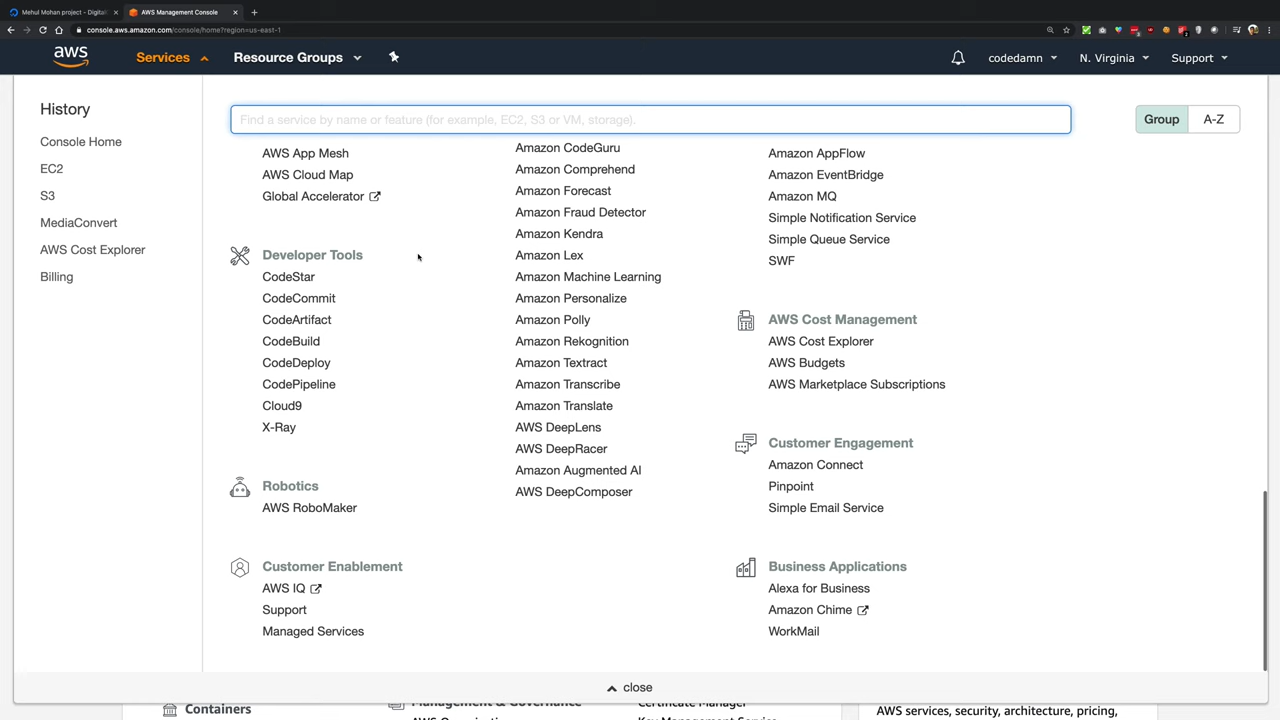 Mehul Mohan project - Digital
AWS Management Console
console.aws.amazon.com/console/home?region=us-east-1
aws
Services
Resource Groups
codedamn
N. Virginia
Support
History
Console Home
EC2
S3
MediaConvert
AWS Cost Explorer
Billing
Find a service by name or feature (for example, EC2, S3 or VM, storage).
Group
A-Z
AWS App Mesh
AWS Cloud Map
Global Accelerator
Developer Tools
CodeStar
CodeCommit
CodeArtifact
CodeBuild
CodeDeploy
CodePipeline
Cloud9
X-Ray
Robotics
AWS RoboMaker
Customer Enablement
AWS IQ
Support
Managed Services
Amazon CodeGuru
Amazon Comprehend
Amazon Forecast
Amazon Fraud Detector
Amazon Kendra
Amazon Lex
Amazon Machine Learning
Amazon Personalize
Amazon Polly
Amazon Rekognition
Amazon Textract
Amazon Transcribe
Amazon Translate
AWS DeepLens
AWS DeepRacer
Amazon Augmented AI
AWS DeepComposer
Amazon AppFlow
Amazon EventBridge
Amazon MQ
Simple Notification Service
Simple Queue Service
SWF
AWS Cost Management
AWS Cost Explorer
AWS Budgets
AWS Marketplace Subscriptions
Customer Engagement
Amazon Connect
Pinpoint
Simple Email Service
Business Applications
Alexa for Business
Amazon Chime
WorkMail
close
Containers
Management & Governance
Certificate Manager
AWS services, security, architecture, pricing,